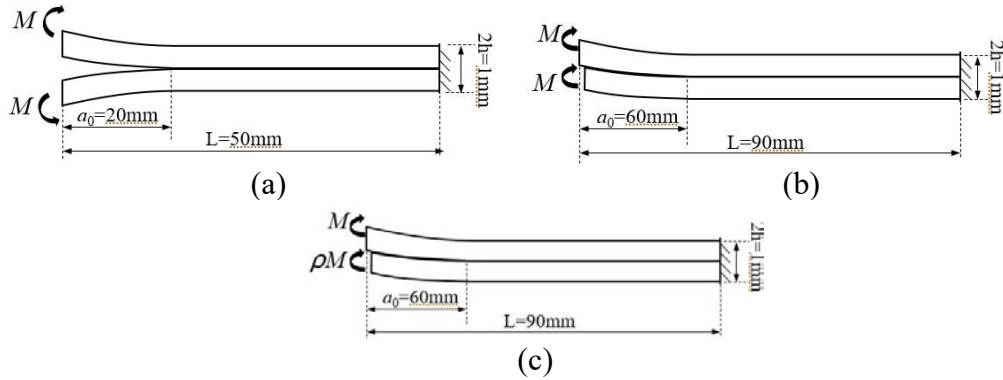 M
M
a₀=20mm
L=50mm
2h=1mm
(a)
M
M
a₀=60mm
L=90mm
2h=1mm
(b)
M
ρM
a₀=60mm
L=90mm
2h=1mm
(c)